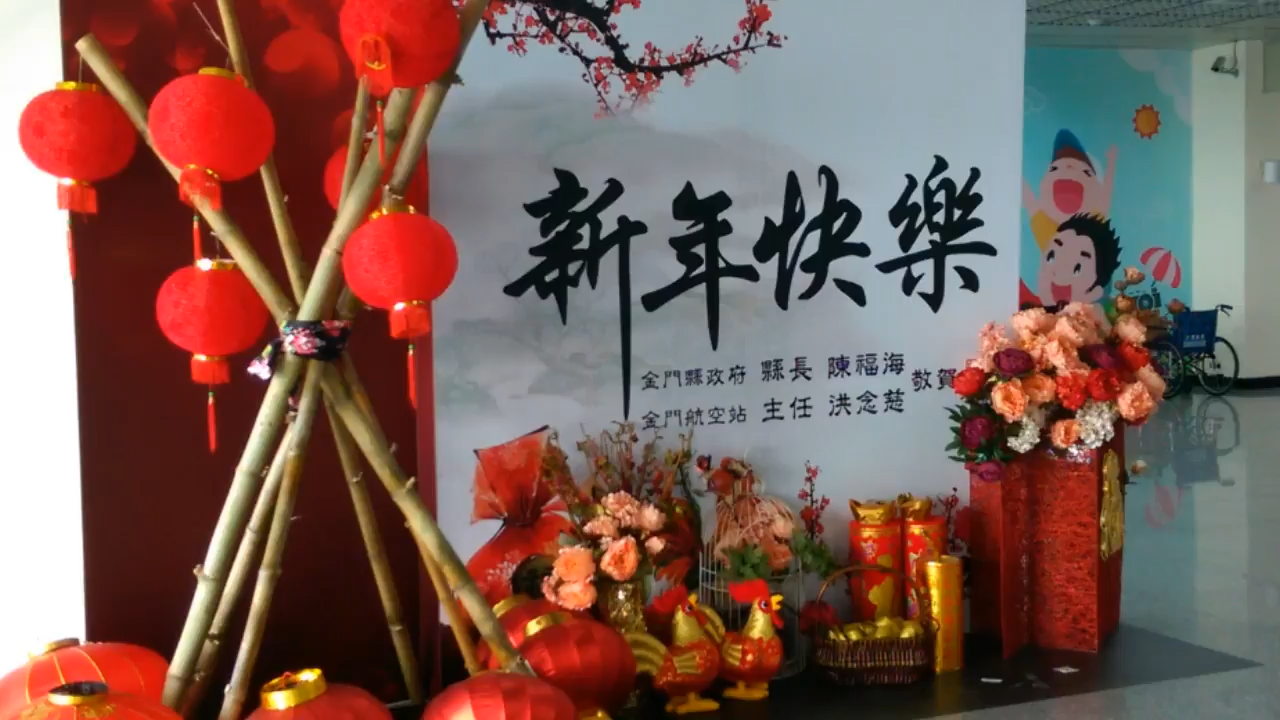 新年快樂
金門縣政府 縣長 陳福海
金門航空站 主任 洪念慈
敬賀